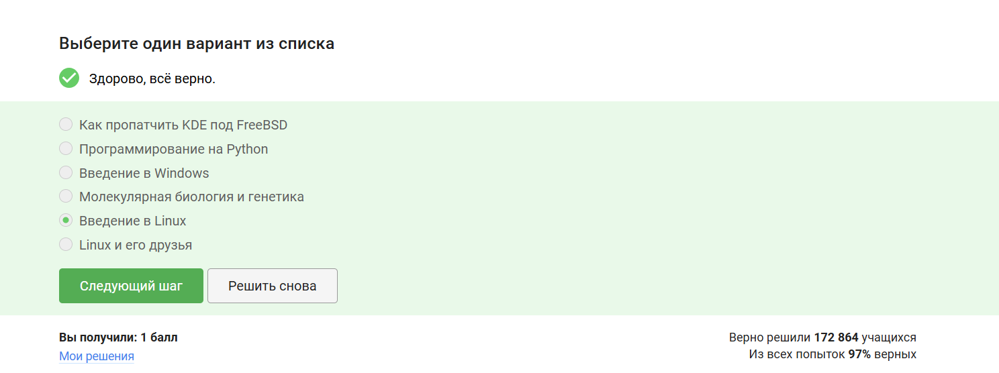 Выберите один вариант из списка
Здорово, всё верно.
Как пропатчить KDE под FreeBSD
Программирование на Python
Введение в Windows
Молекулярная биология и генетика
Введение в Linux
Linux и его друзья
Следующий шаг
Решить снова
Вы получили: 1 балл
Мои решения
Верно решили 172 864 учащихся
Из всех попыток 97% верных